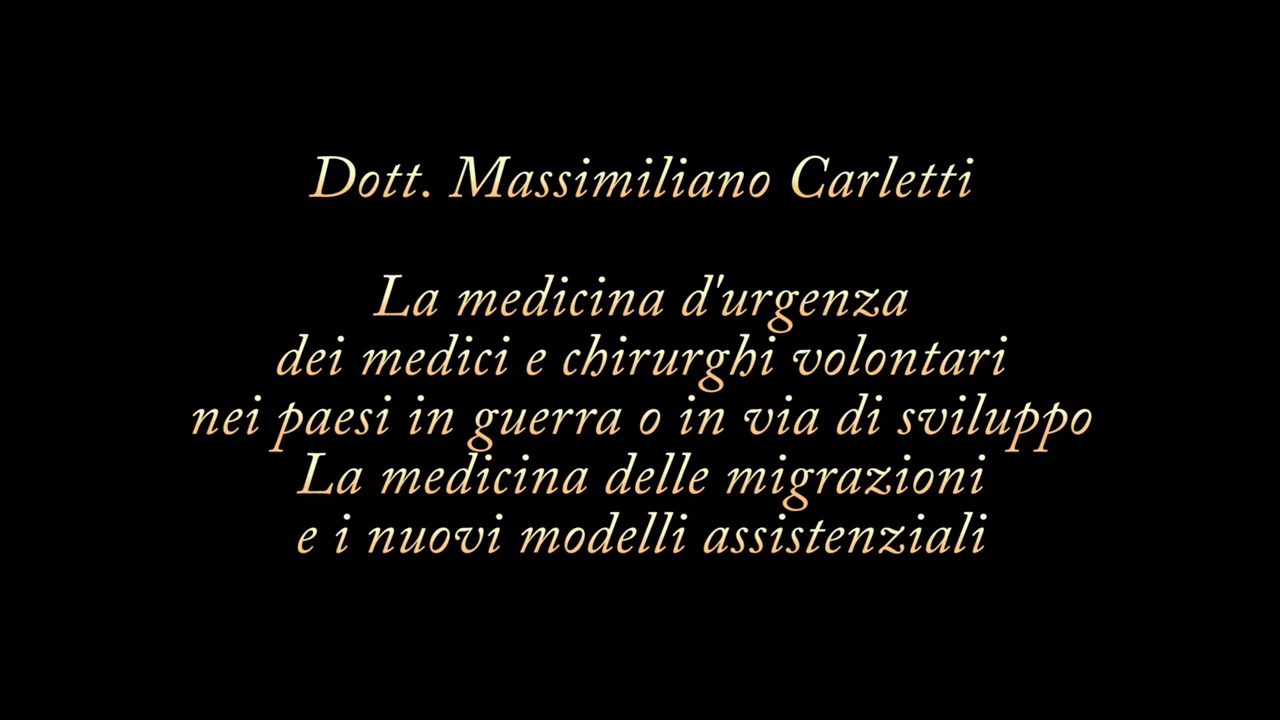 Dott. Massimiliano Carletti
La medicina d'urgenza
dei medici e chirurghi volontari
nei paesi in guerra o in via di sviluppo
La medicina delle migrazioni
e i nuovi modelli assistenziali